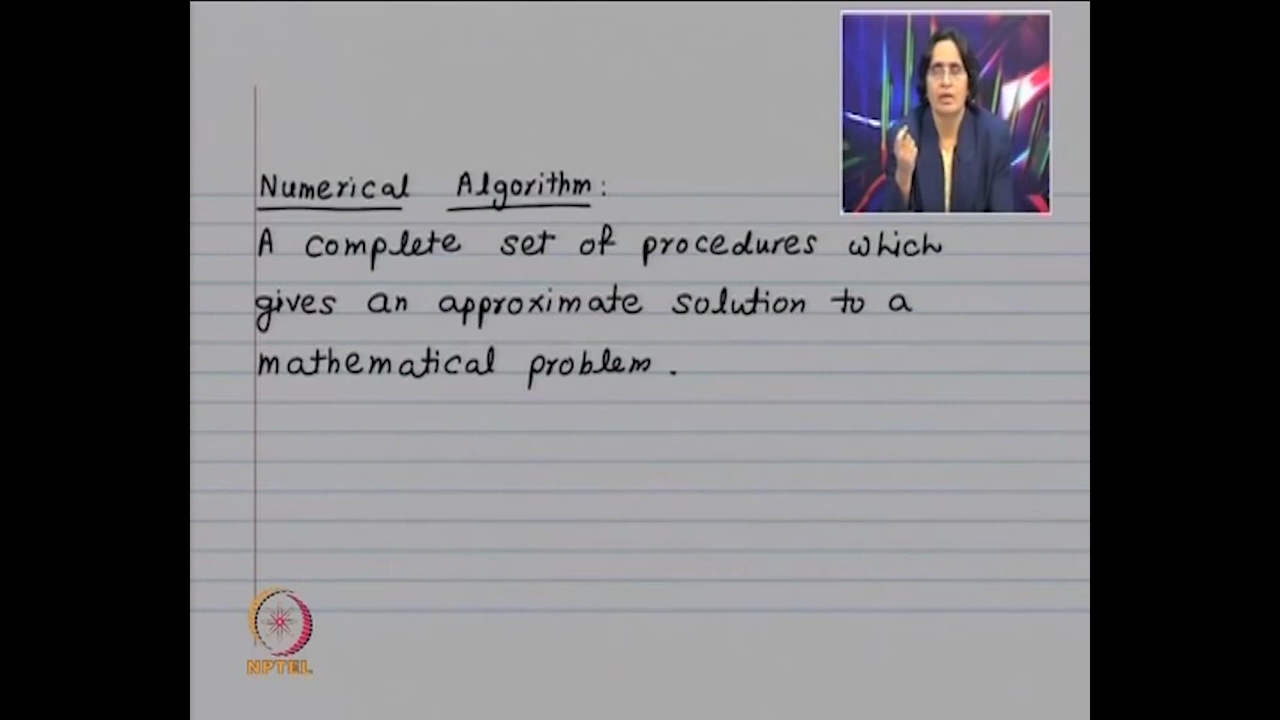 Numerical Algorithm:
A complete set of procedures which
gives an approximate solution to a
mathematical problem.
NPTEL